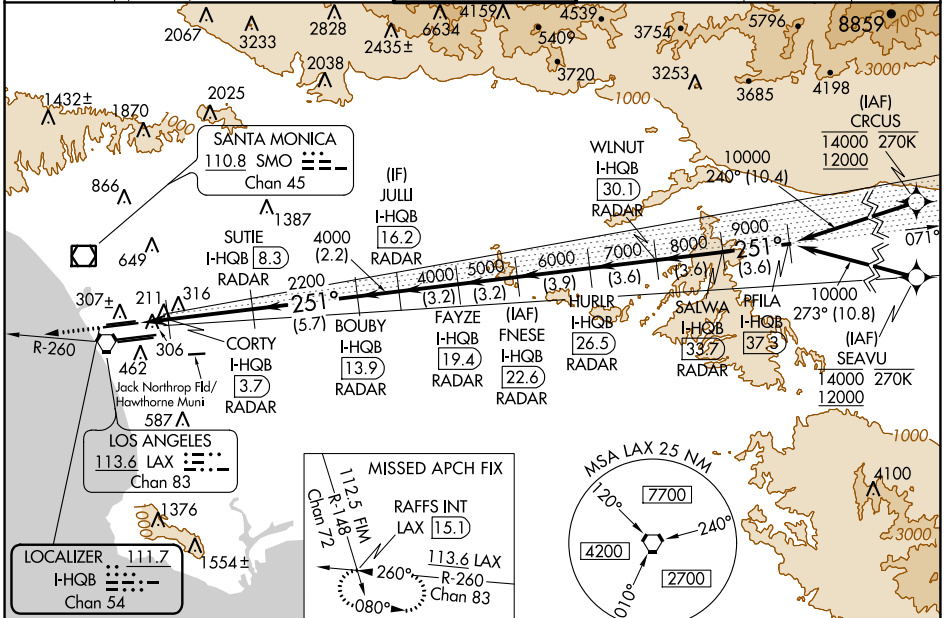 2067
3233
2828
2435±
4159
6634
5409
4539
3720
3754
5796
8859
7000
3253
3685
4198
3000
2038
1000
1432±
1870
1000
2025
SANTA MONICA
110.8 SMO
Chan 45
866
649
1387
(IAF)
CRCUS
14000 270K
12000
10000
240° (10.4)
071°
WLNUT
I-HQB
30.1
RADAR
(IF)
JULLI
I-HQB
16.2
RADAR
4000
(2.2)
SUTIE
I-HQB 8.3
RADAR
2200
251°
(5.7)
4000
(3.2)
5000
(3.2)
6000
(3.9)
7000
(3.6)
8000
(3.6)
9000
251°
(3.6)
10000
273° (10.8)
(IAF)
SEAVU
14000 270K
12000
307±
211
316
306
462
R-260
CORTY
I-HQB
3.7
RADAR
BOUBY
I-HQB
13.9
RADAR
FAYZE
I-HQB
19.4
RADAR
(IAF)
FNESE
I-HQB
22.6
RADAR
HURLR
I-HQB
26.5
RADAR
SALWA
I-HQB
33.7
RADAR
PFILA
I-HQB
37.3
Jack Northrop Fld/
Hawthorne Muni
587
LOS ANGELES
113.6 LAX
Chan 83
1000
1376
1554±
LOCALIZER 111.7
I-HQB
Chan 54
MISSED APCH FIX
112.5 FIM
R-148
Chan 72
RAFFS INT
LAX 15.1
113.6 LAX
R-260
Chan 83
260°
080°
MSA LAX 25 NM
120°
7700
240°
4200
2700
010°
1000
4100
3000